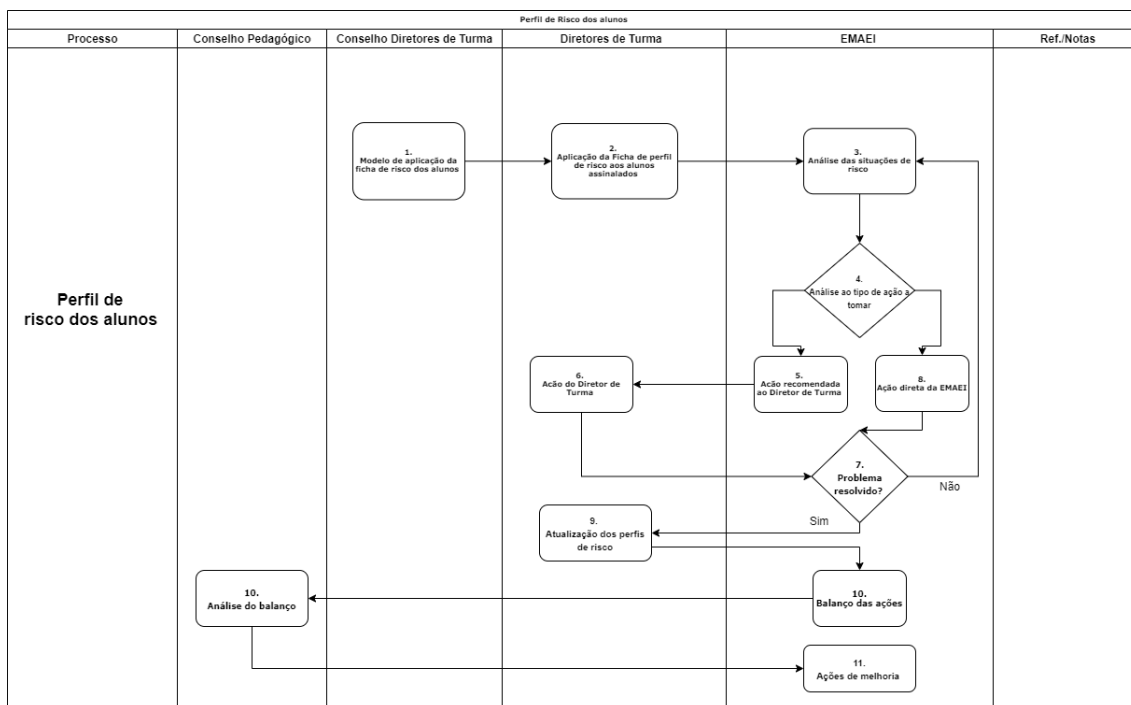 Perfil de Risco dos alunos
Processo
Conselho Pedagógico
Conselho Diretores de Turma
Diretores de Turma
EMAEI
Ref./Notas
Perfil de
risco dos alunos
1.
Modelo de aplicação da
ficha de risco dos alunos
2.
Aplicação da Ficha de perfil
de risco aos alunos
assinalados
3.
Análise das situações de
risco
4.
Análise ao tipo de ação a
tomar
6.
Acão do Diretor de
Turma
5.
Acão recomendada
ao Diretor de Turma
8.
Ação direta da EMAEI
7.
Problema
resolvido?
Não
Sim
9.
Atualização dos perfis
de risco
10.
Análise do balanço
10.
Balanço das ações
11.
Ações de melhoria